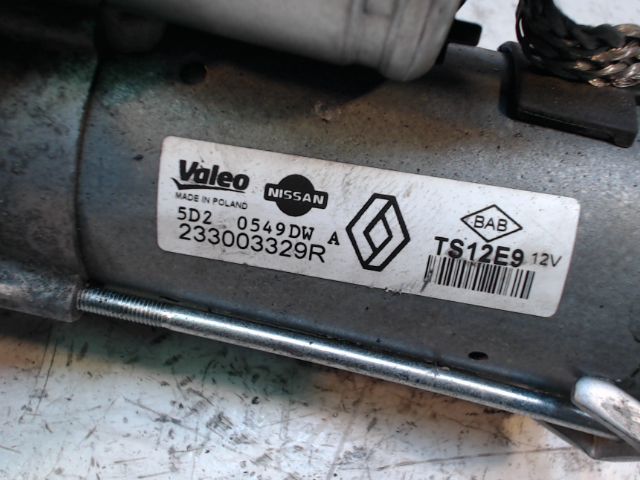 Valeo
MADE IN POLAND
NISSAN
5D2 0549DW A
233003329R
BAB
TS12E9 12V